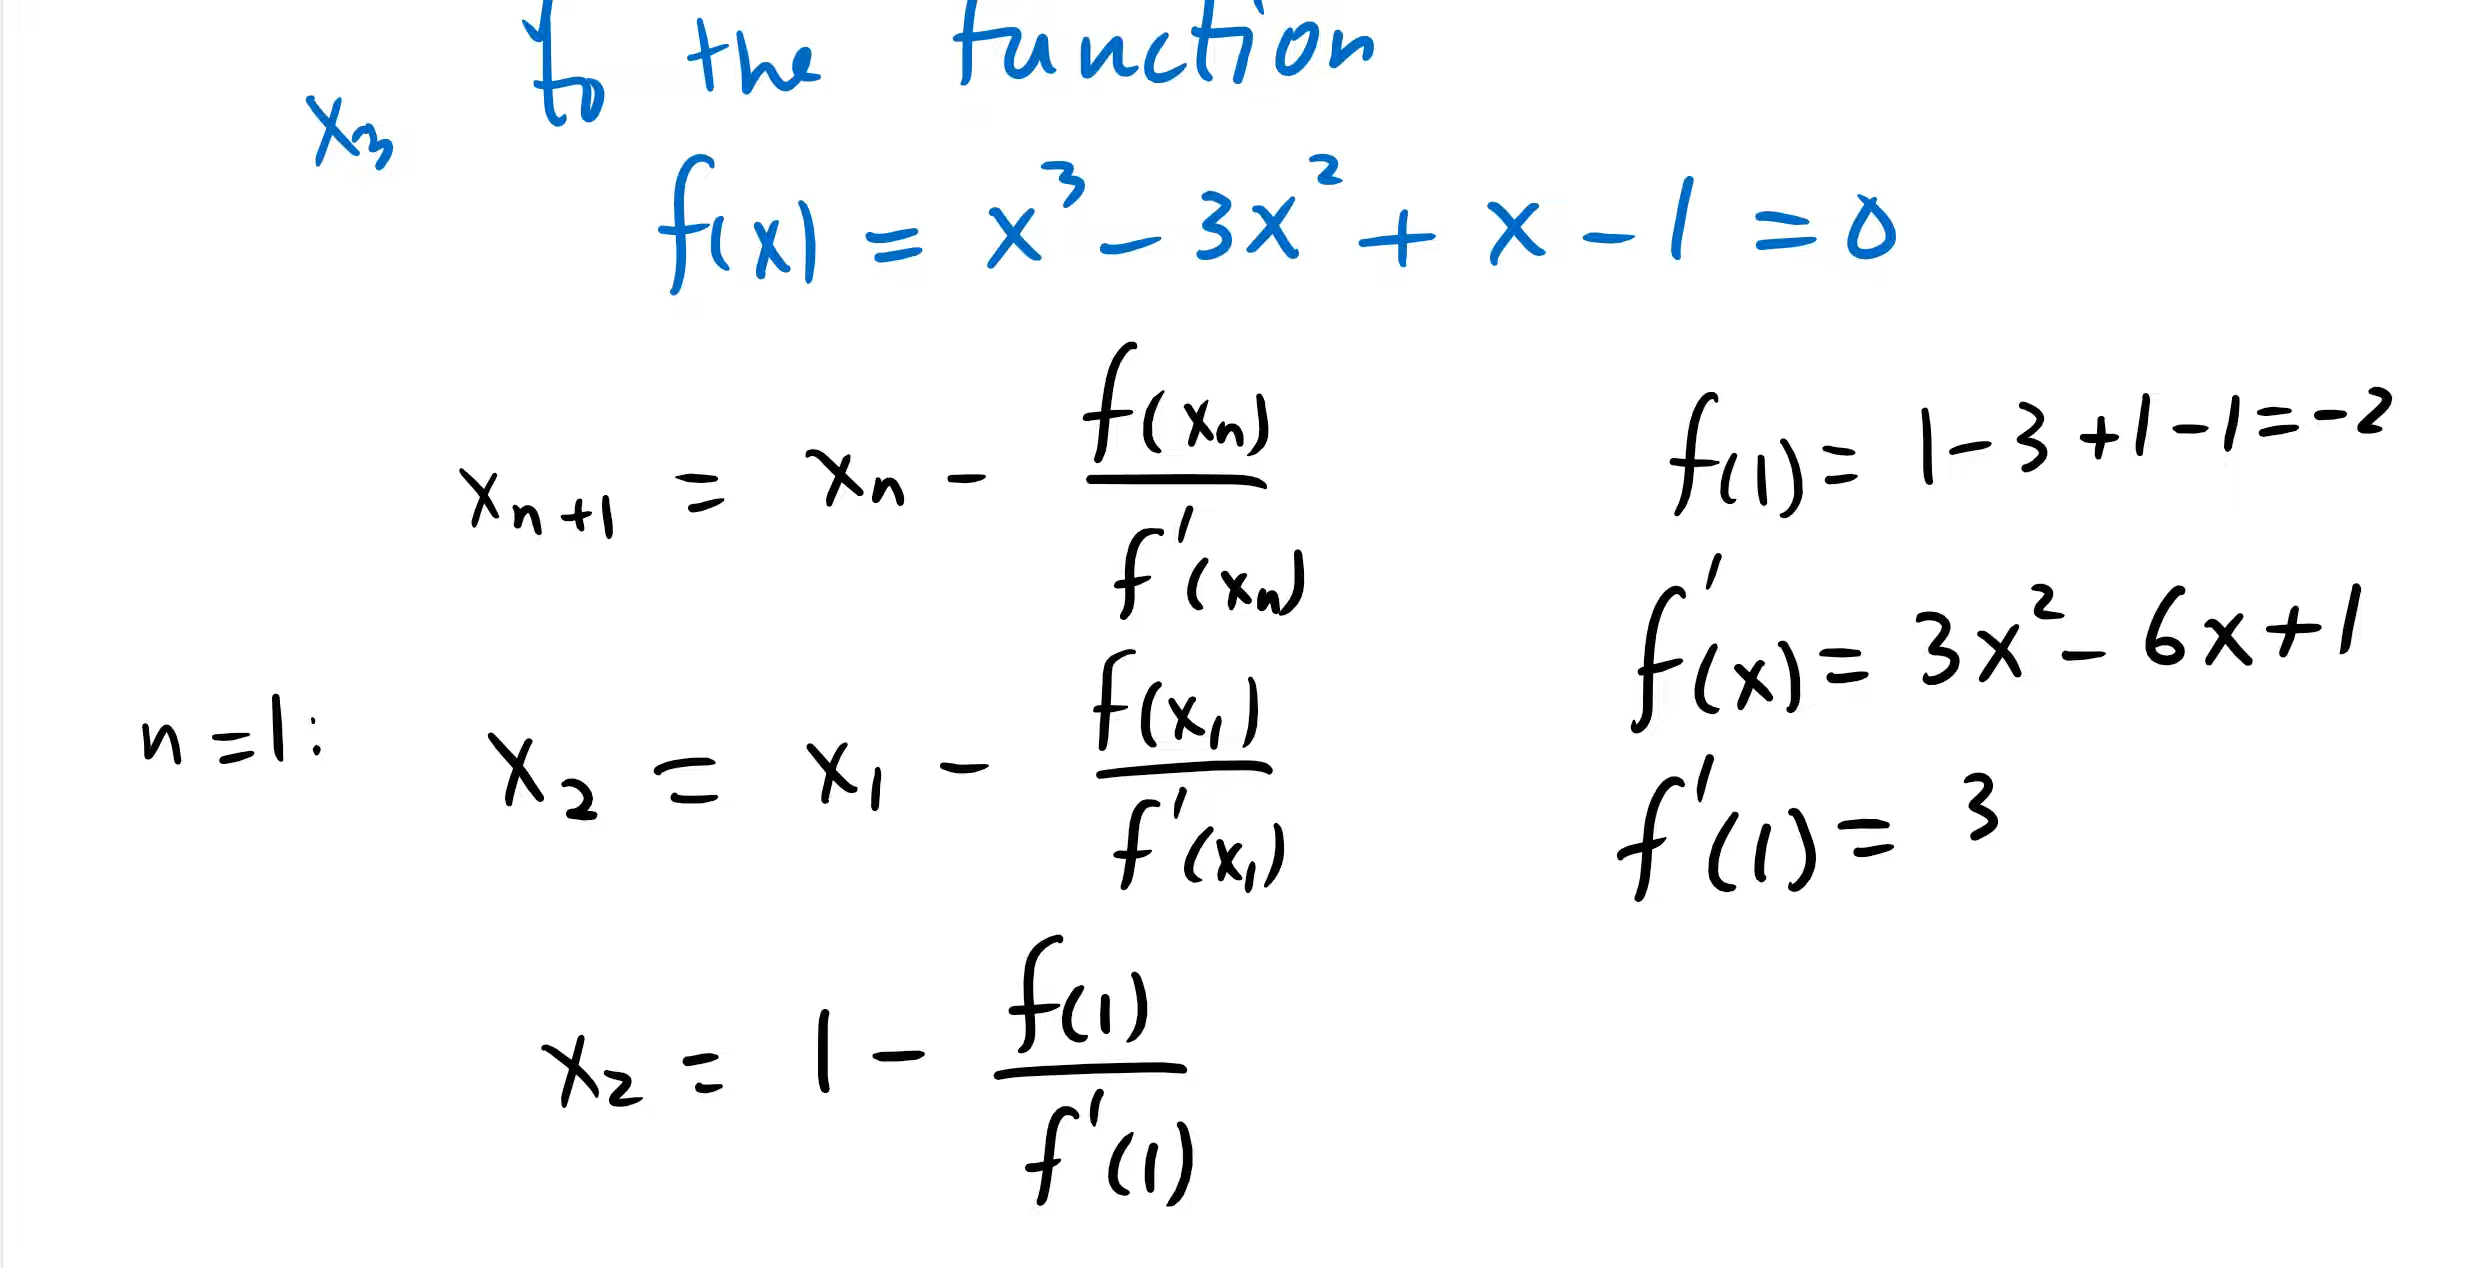 to the function
x₃
f(x) = x³ - 3x² + x - 1 = 0
xₙ₊₁ = xₙ - f(xₙ)/f'(xₙ)
f(1) = 1 - 3 + 1 - 1 = -2
f'(x) = 3x² - 6x + 1
n = 1: x₂ = x₁ - f(x₁)/f'(x₁)
f'(1) = 3
x₂ = 1 - f(1)/f'(1)